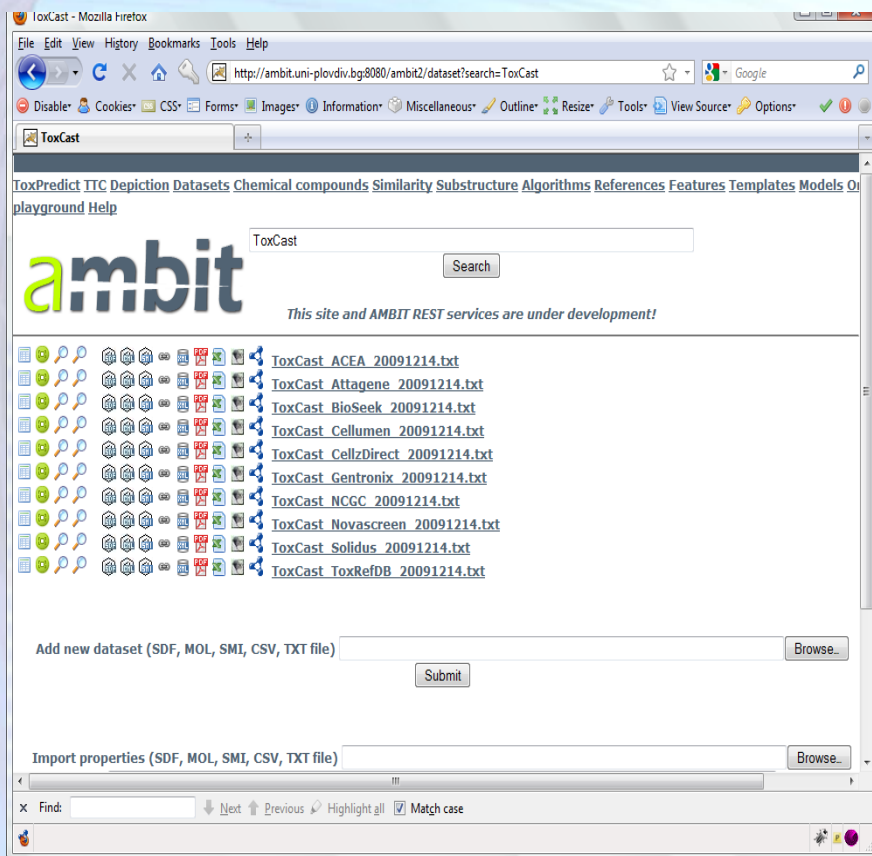 ToxCast - Mozilla Firefox
File Edit View History Bookmarks Tools Help
http://ambit.uni-plovdiv.bg:8080/ambit2/dataset?search=ToxCast Google
Disable Cookies CSS Forms Images Information Miscellaneous Outline Resize Tools View Source Options
ToxCast
ToxPredict TTC Depiction Datasets Chemical compounds Similarity Substructure Algorithms References Features Templates Models
playground Help
ToxCast
ambit
Search
This site and AMBIT REST services are under development!
ToxCast_ACEA_20091214.txt
ToxCast_Attagene_20091214.txt
ToxCast_BioSeek_20091214.txt
ToxCast_Cellumen_20091214.txt
ToxCast_CellzDirect_20091214.txt
ToxCast_Gentronix_20091214.txt
ToxCast_NCGC_20091214.txt
ToxCast_Novascreen_20091214.txt
ToxCast_Solidus_20091214.txt
ToxCast_ToxRefDB_20091214.txt
Add new dataset (SDF, MOL, SMI, CSV, TXT file) Browse...
Submit
Import properties (SDF, MOL, SMI, CSV, TXT file) Browse...
x Find: Next Previous Highlight all Match case